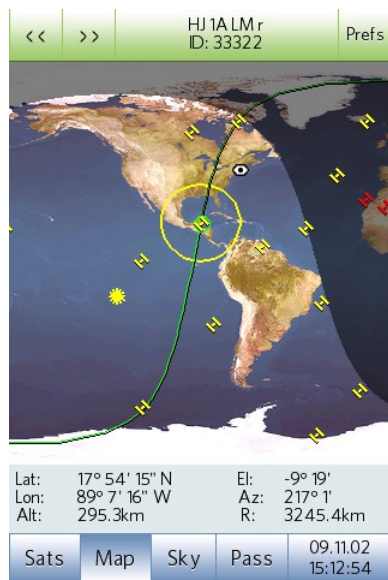 << >> HJ 1A LM r Prefs
ID: 33322
Lat: 17° 54' 15" N El: -9° 19'
Lon: 89° 7' 16" W Az: 217° 1'
Alt: 295.3km R: 3245.4km
Sats Map Sky Pass 09.11.02
15:12:54